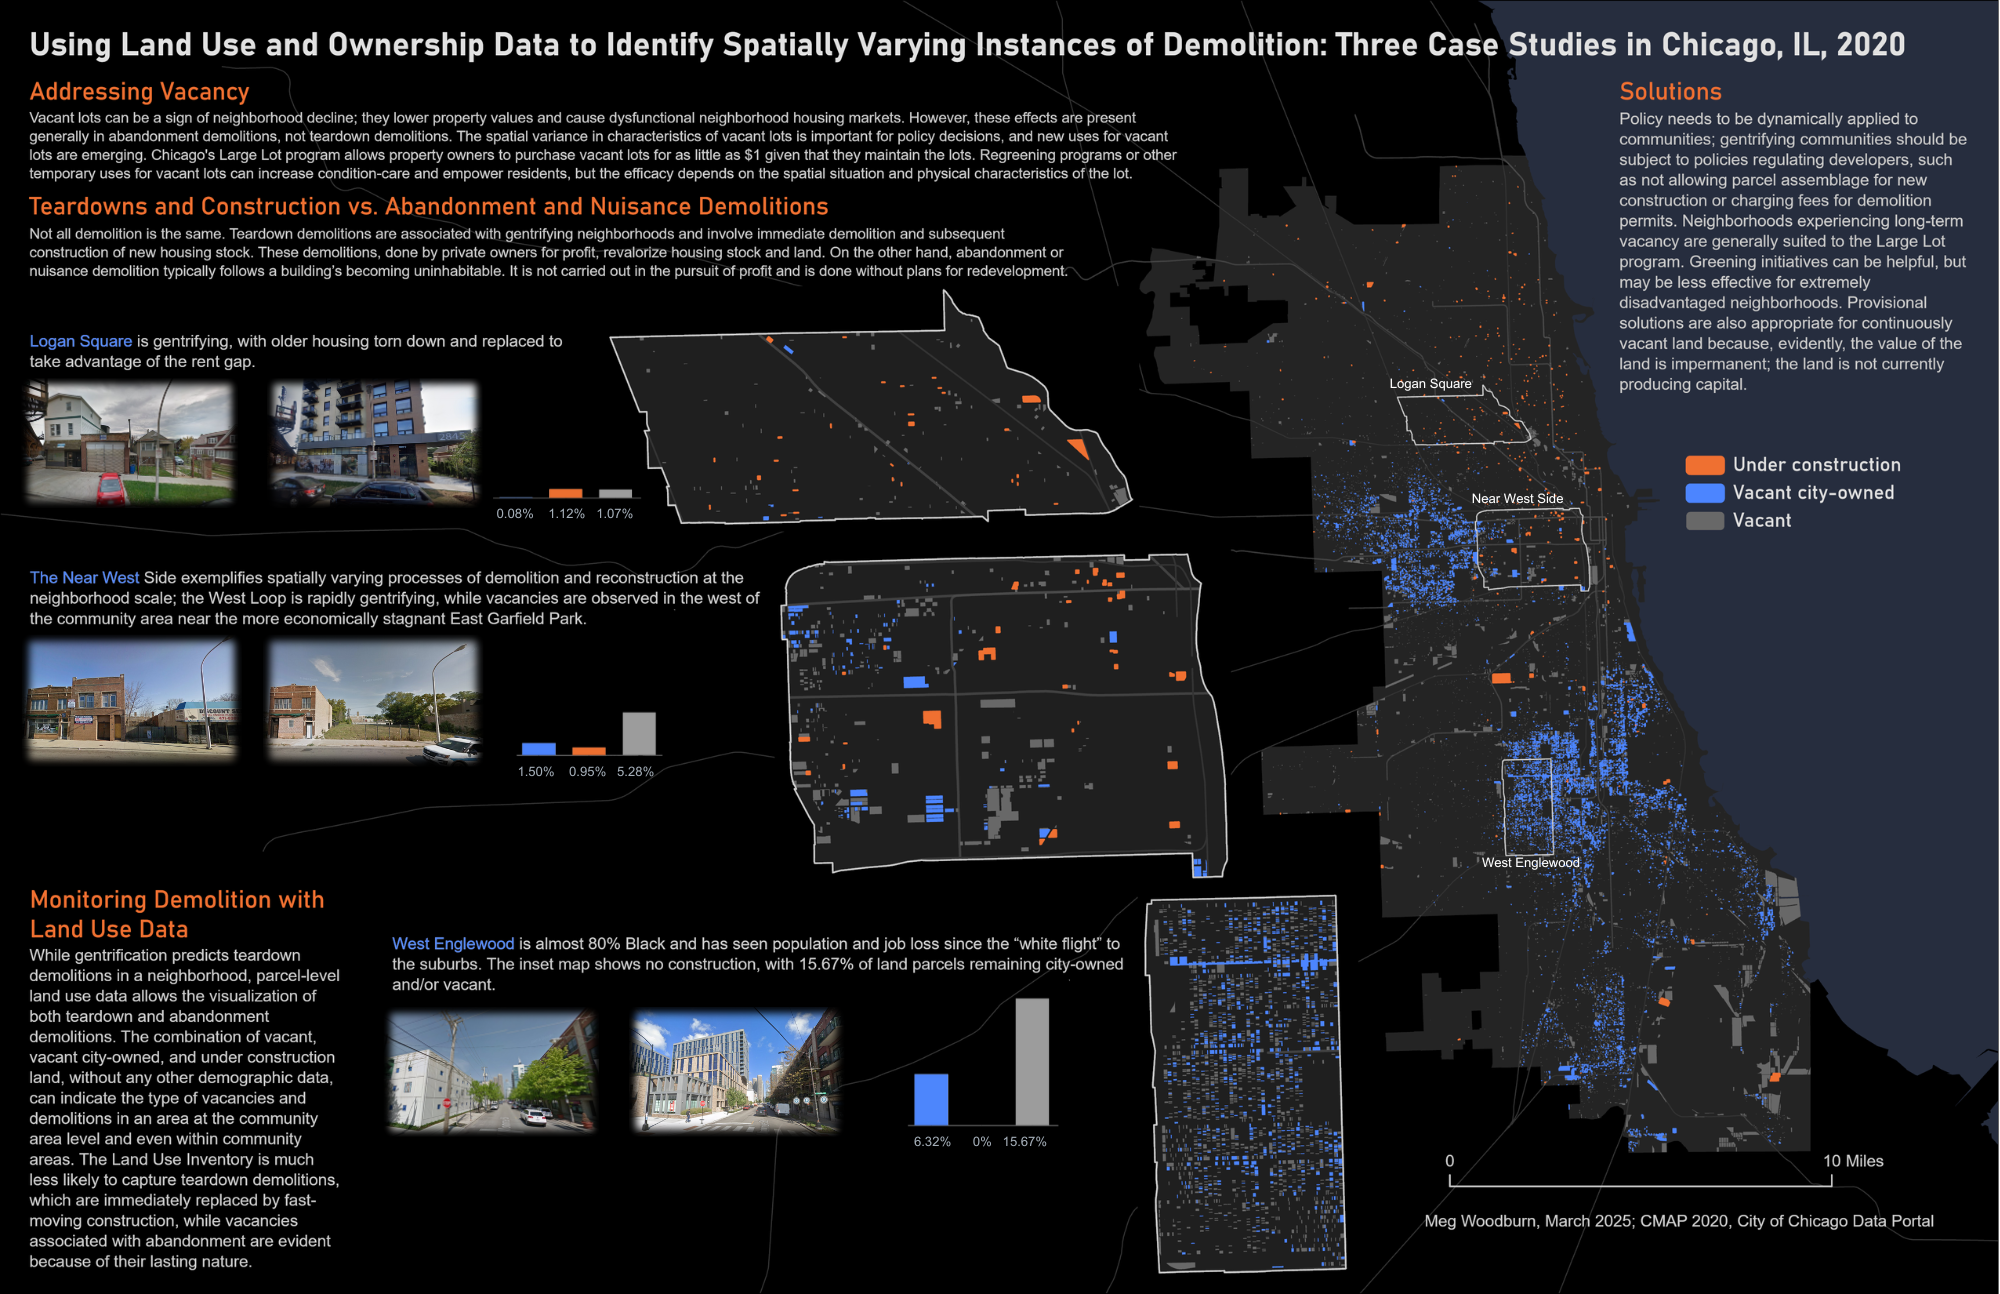 Using Land Use and Ownership Data to Identify Spatially Varying Instances of Demolition: Three Case Studies in Chicago, IL, 2020
Addressing Vacancy
Vacant lots can be a sign of neighborhood decline; they lower property values and cause dysfunctional neighborhood housing markets. However, these effects are present
generally in abandonment demolitions, not teardown demolitions. The spatial variance in characteristics of vacant lots is important for policy decisions, and new uses for vacant
lots are emerging. Chicago's Large Lot program allows property owners to purchase vacant lots for as little as $1 given that they maintain the lots. Regreening programs or other
temporary uses for vacant lots can increase condition-care and empower residents, but the efficacy depends on the spatial situation and physical characteristics of the lot.
Teardowns and Construction vs. Abandonment and Nuisance Demolitions
Not all demolition is the same. Teardown demolitions are associated with gentrifying neighborhoods and involve immediate demolition and subsequent
construction of new housing stock. These demolitions, done by private owners for profit, revalorize housing stock and land. On the other hand, abandonment or
nuisance demolition typically follows a building's becoming uninhabitable. It is not carried out in the pursuit of profit and is done without plans for redevelopment.
Logan Square is gentrifying, with older housing torn down and replaced to
take advantage of the rent gap.
2845
0.08% 1.12% 1.07%
The Near West Side exemplifies spatially varying processes of demolition and reconstruction at the
neighborhood scale; the West Loop is rapidly gentrifying, while vacancies are observed in the west of
the community area near the more economically stagnant East Garfield Park.
DISCOUNT
1.50% 0.95% 5.28%
Monitoring Demolition with
Land Use Data
While gentrification predicts teardown
demolitions in a neighborhood, parcel-level
land use data allows the visualization of
both teardown and abandonment
demolitions. The combination of vacant,
vacant city-owned, and under construction
land, without any other demographic data,
can indicate the type of vacancies and
demolitions in an area at the community
area level and even within community
areas. The Land Use Inventory is much
less likely to capture teardown demolitions,
which are immediately replaced by fast-
moving construction, while vacancies
associated with abandonment are evident
because of their lasting nature.
West Englewood is almost 80% Black and has seen population and job loss since the “white flight” to
the suburbs. The inset map shows no construction, with 15.67% of land parcels remaining city-owned
and/or vacant.
6.32% 0% 15.67%
Solutions
Policy needs to be dynamically applied to
communities; gentrifying communities should be
subject to policies regulating developers, such
as not allowing parcel assemblage for new
construction or charging fees for demolition
permits. Neighborhoods experiencing long-term
vacancy are generally suited to the Large Lot
program. Greening initiatives can be helpful, but
may be less effective for extremely
disadvantaged neighborhoods. Provisional
solutions are also appropriate for continuously
vacant land because, evidently, the value of the
land is impermanent; the land is not currently
producing capital.
Under construction
Vacant city-owned
Vacant
Logan Square
Near West Side
West Englewood
0 10 Miles
Meg Woodburn, March 2025; CMAP 2020, City of Chicago Data Portal